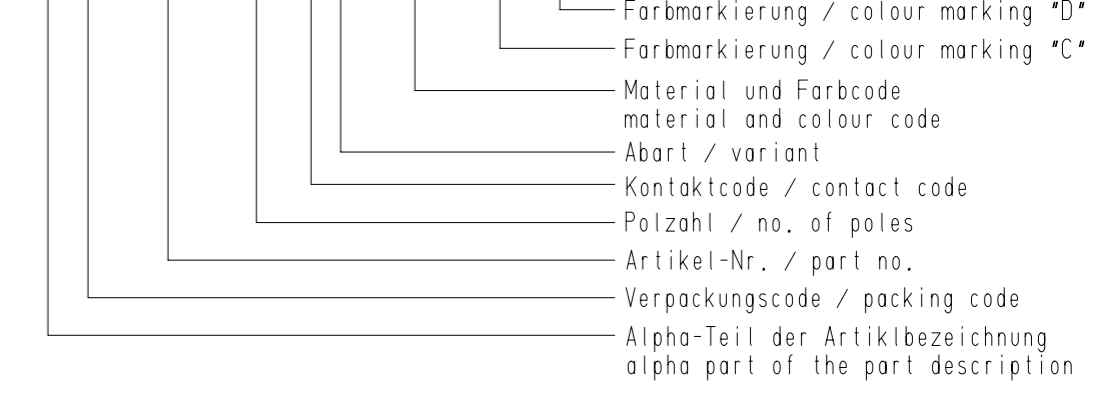 Farbmarkierung / colour marking "D"
Farbmarkierung / colour marking "C"
Material und Farbcode
material and colour code
Abart / variant
Kontaktcode / contact code
Polzahl / no. of poles
Artikel-Nr. / part no.
Verpackungscode / packing code
Alpha-Teil der Artiklbezeichnung
alpha part of the part description